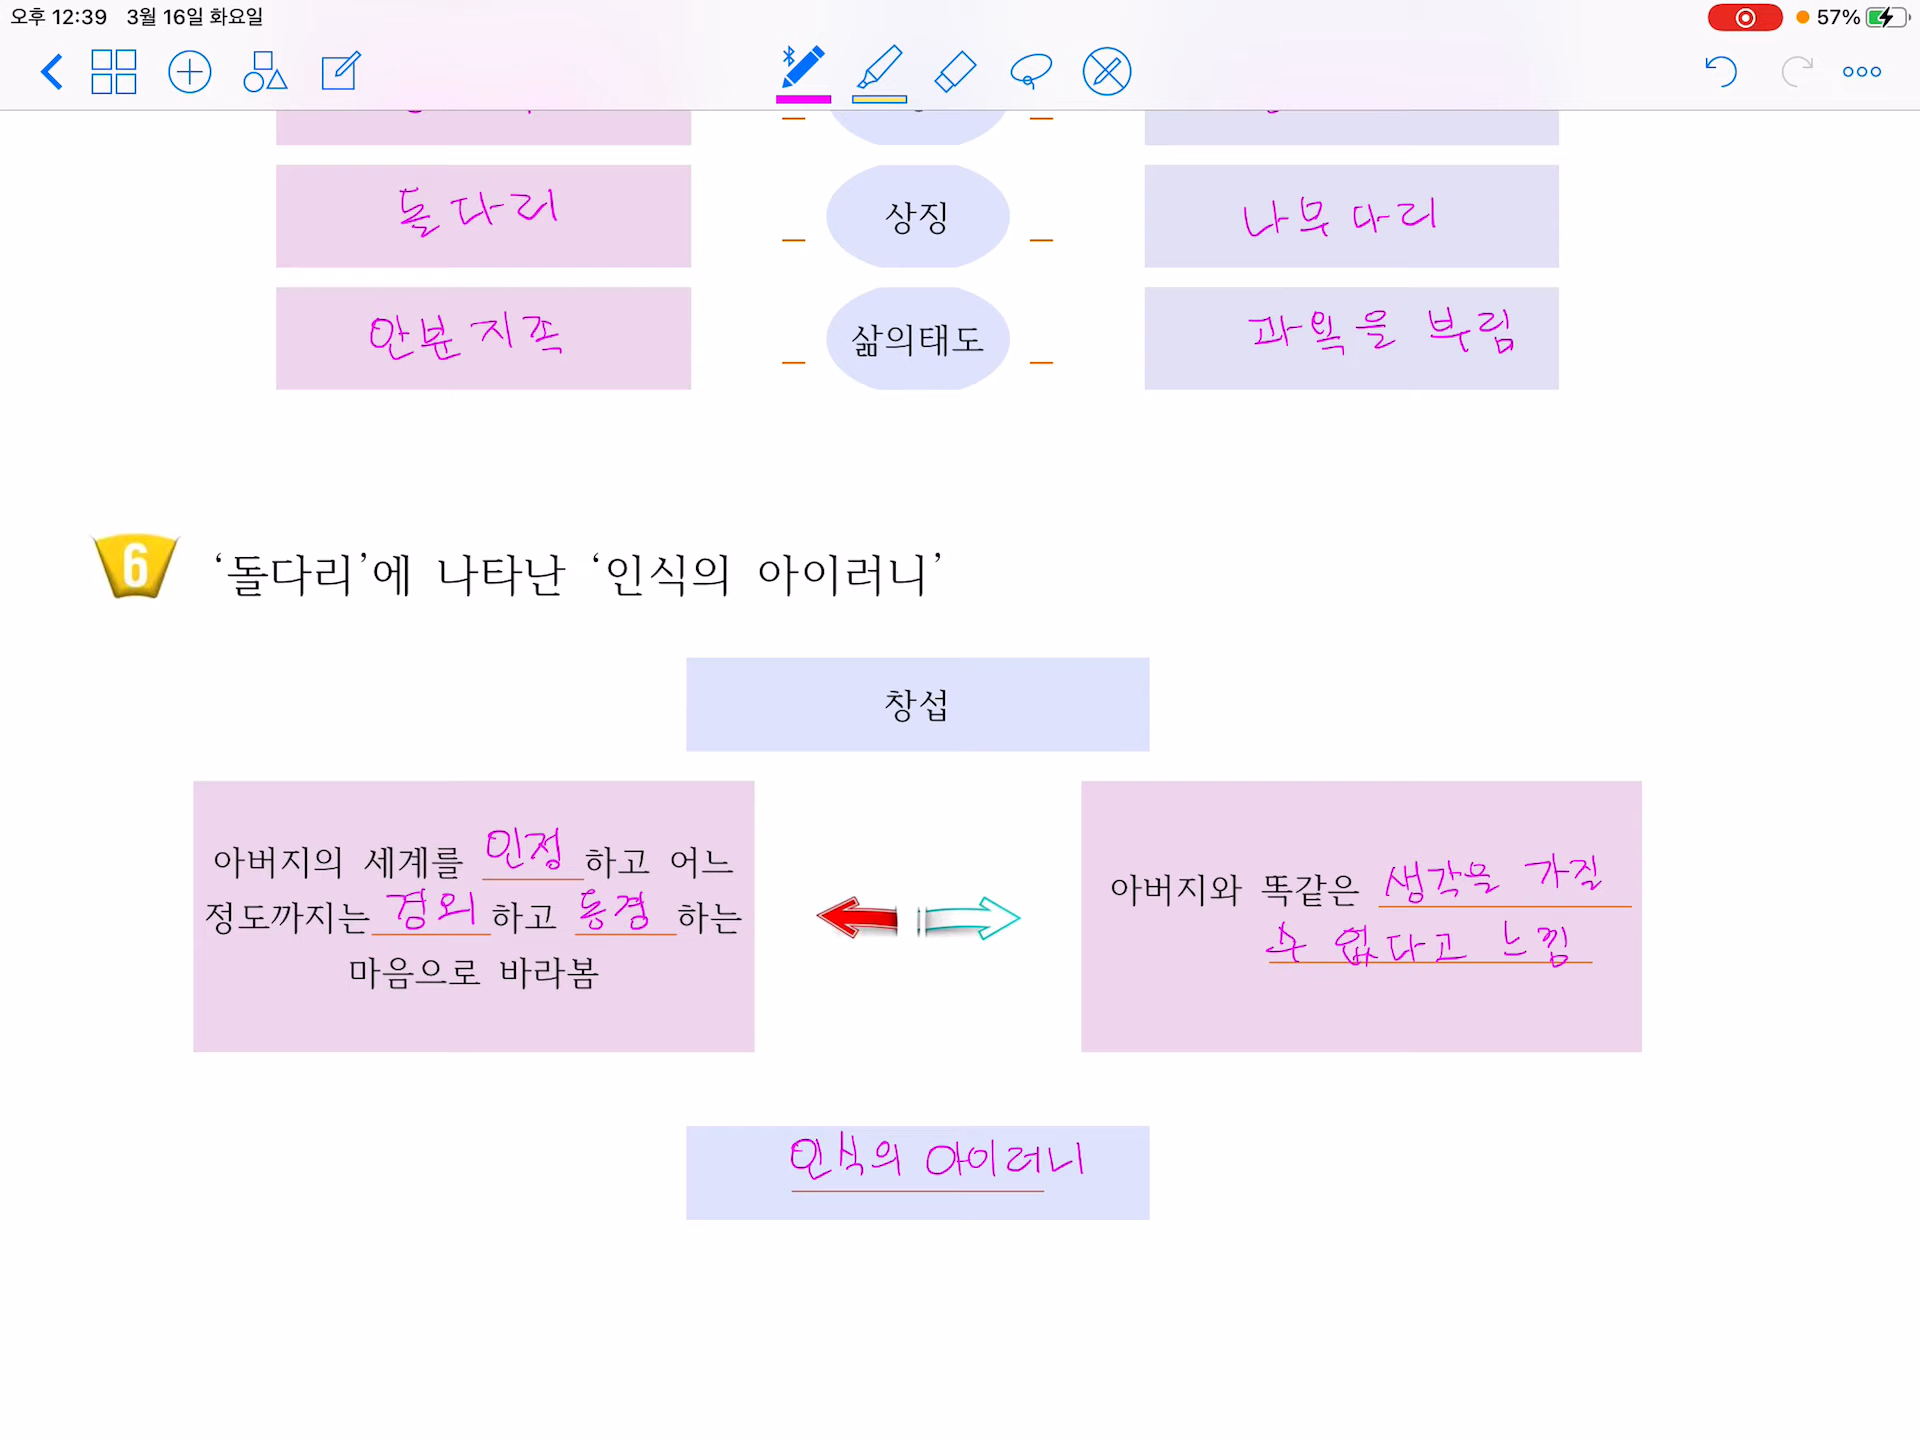 오후 12:39 3월 16일 화요일 57%
돌다리 상징 나무다리
안분지족 삶의태도 과욕을 부림
6 ‘돌다리’에 나타난 ‘인식의 아이러니’
창섭
아버지의 세계를 인정 하고 어느
정도까지는 경외 하고 동경 하는
마음으로 바라봄
아버지와 똑같은 생각을 가질
수 없다고 느낌
인식의 아이러니